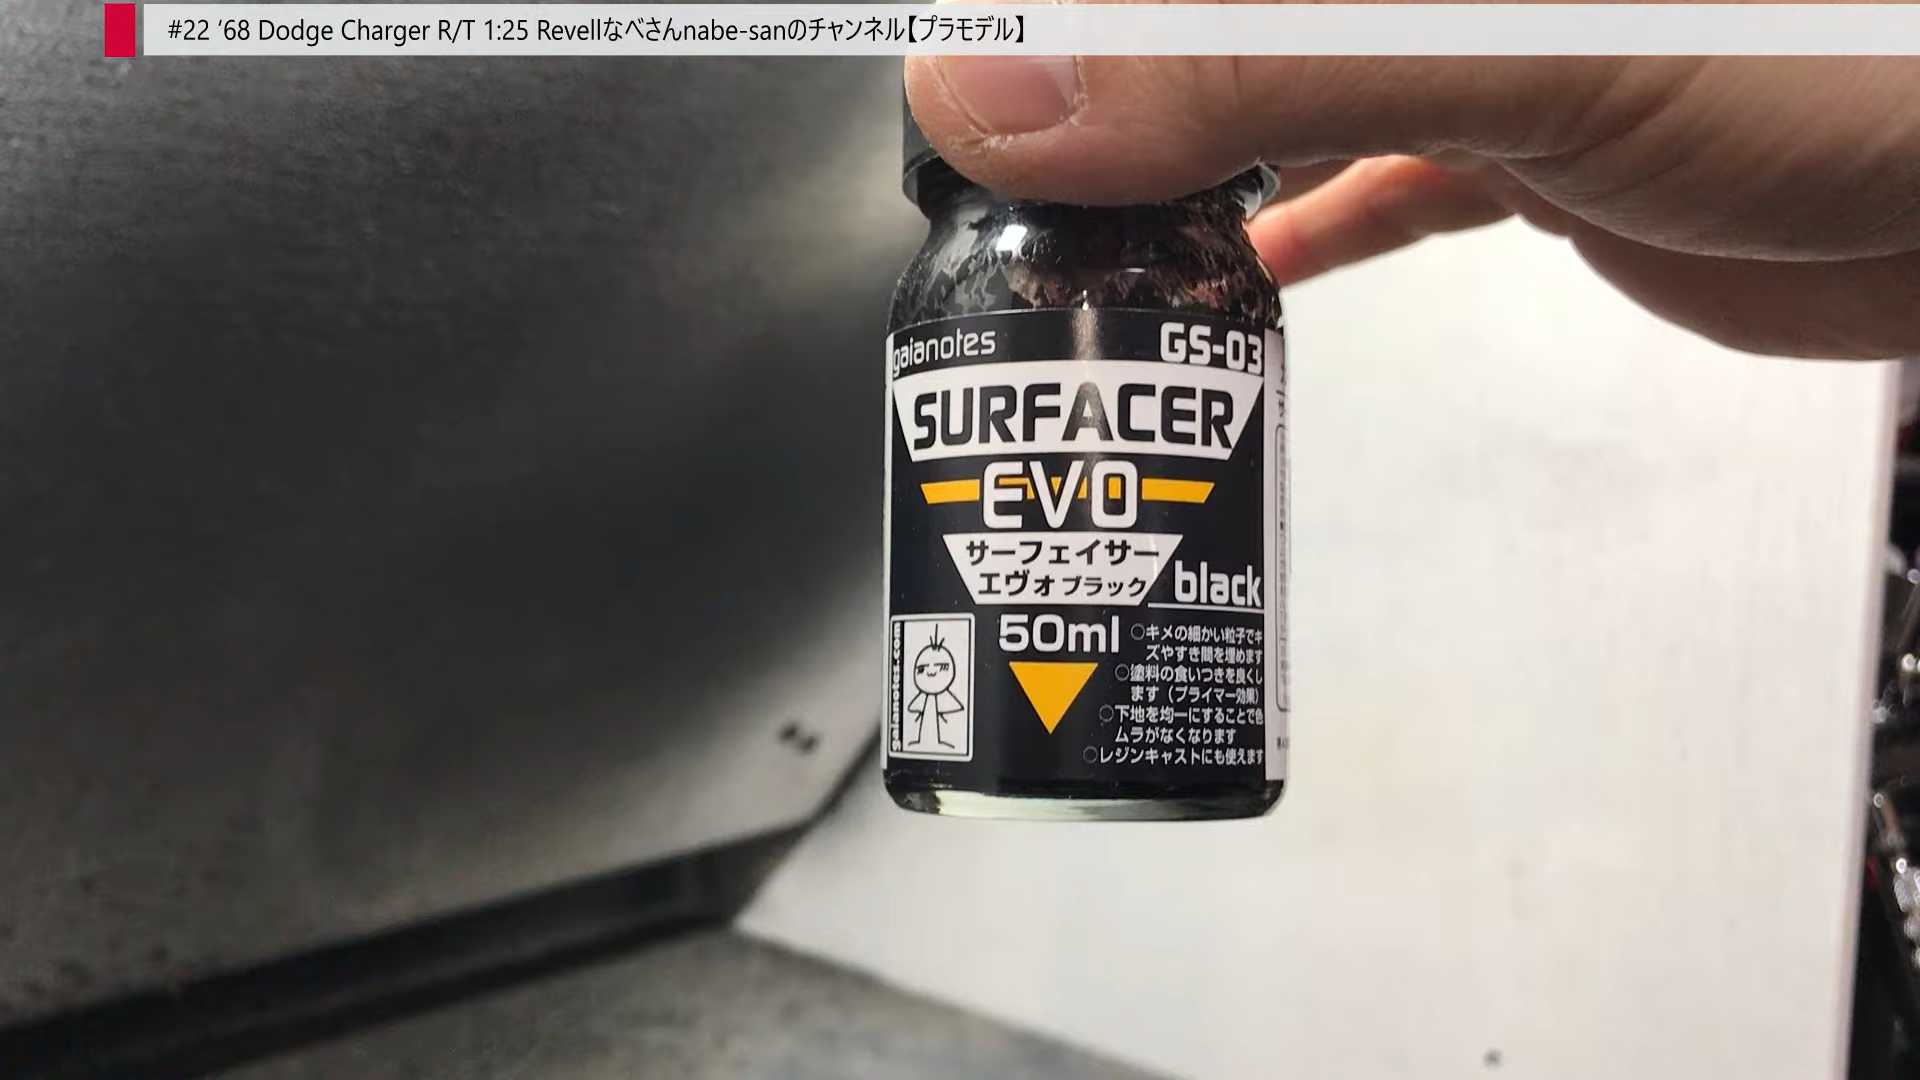 #22 ‘68 Dodge Charger R/T 1:25 Revellなべさんnabe-sanのチャンネル【プラモデル】
gaianotes GS-03
SURFACER
EVO
サーフェイサー
エヴォ ブラック
black
50ml
○キメの細かい粒子でキ
ズやすき間を埋めます
○塗料の食いつきを良くし
ます（プライマー効果）
○下地を均一にすることで色
ムラがなくなります
○レジンキャストにも使えます
gaianotes.com